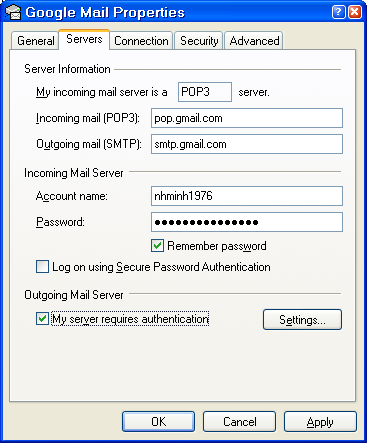 Google Mail Properties
General Servers Connection Security Advanced
Server Information
My incoming mail server is a POP3 server.
Incoming mail (POP3): pop.gmail.com
Outgoing mail (SMTP): smtp.gmail.com
Incoming Mail Server
Account name: nhminh1976
Password: ●●●●●●●●●●●●●●●
Remember password
Log on using Secure Password Authentication
Outgoing Mail Server
My server requires authentication Settings...
OK Cancel Apply